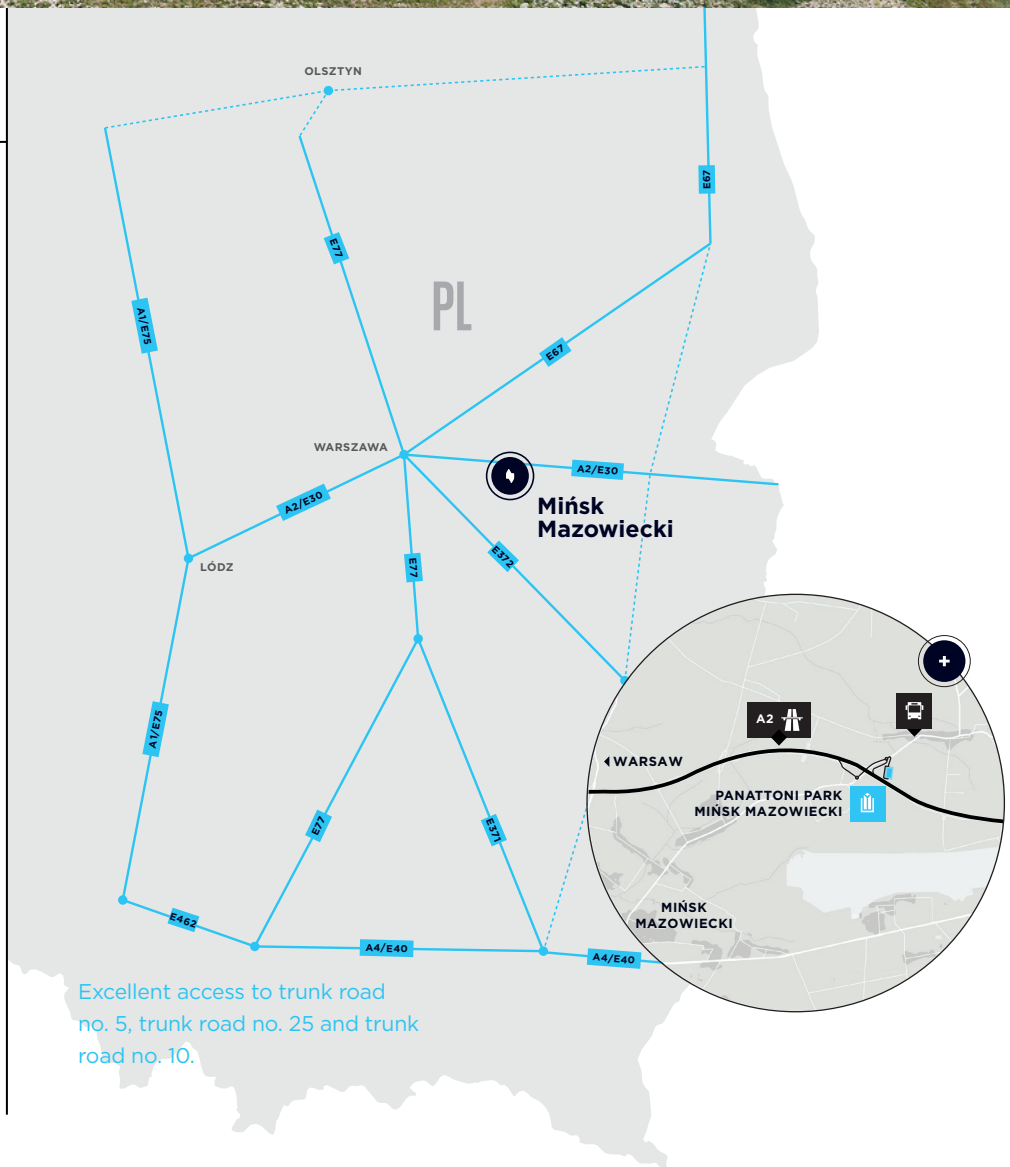 OLSZTYN
E67
E77
A1/E75
PL
E67
WARSZAWA
A2/E30
A2/E30
Mińsk
Mazowiecki
E372
E77
LÓDZ
A2
WARSAW
PANATTONI PARK
MIŃSK MAZOWIECKI
A1/E75
E77
E371
MIŃSK
MAZOWIECKI
E462
A4/E40
A4/E40
Excellent access to trunk road
no. 5, trunk road no. 25 and trunk
road no. 10.